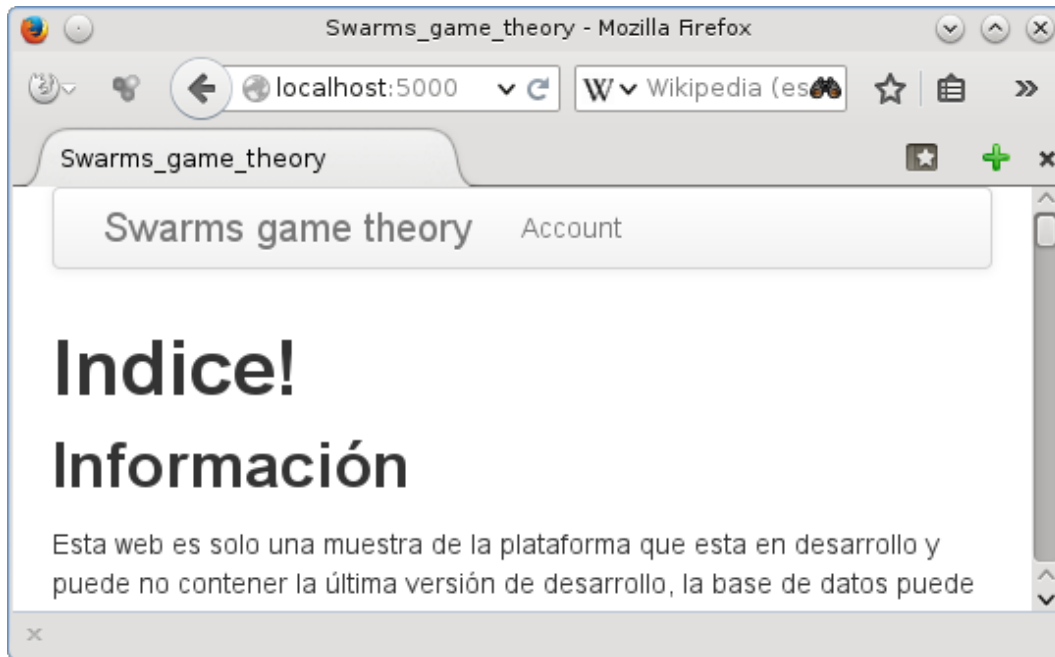 Swarms_game_theory - Mozilla Firefox
localhost:5000 W Wikipedia (es
Swarms_game_theory
Swarms game theory Account
Indice!
Información
Esta web es solo una muestra de la plataforma que esta en desarrollo y
puede no contener la última versión de desarrollo, la base de datos puede